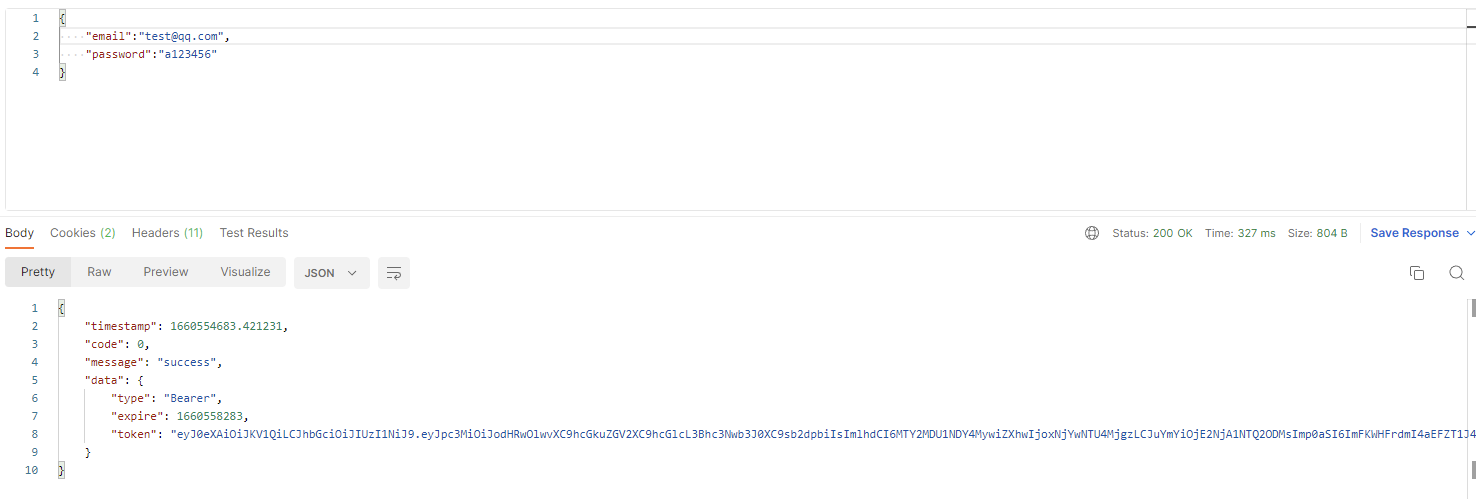 1 {
2 "email":"test@qq.com",
3 "password":"a123456"
4 }
Body Cookies (2) Headers (11) Test Results Status: 200 OK Time: 327 ms Size: 804 B Save Response
Pretty Raw Preview Visualize JSON
1 {
2 "timestamp": 1660554683.421231,
3 "code": 0,
4 "message": "success",
5 "data": {
6 "type": "Bearer",
7 "expire": 1660558283,
8 "token": "eyJ0eXAiOiJKV1QiLCJhbGciOiJIUzI1NiJ9.eyJpc3MiOiJodHRwOlwvXC9hcGkuZGV2XC9hcGlcL3Bhc3Nwb3J0XC9sb2dpbiIsImlhdCI6MTY2MDU1NDY4MywiZXhwIjoxNjYwNTU4MjgzLCJuYmYiOjE2NjA1NTQ2ODMsImp0aSI6ImFKWHFrdmI4aEFZT1J4
9 }
10 }